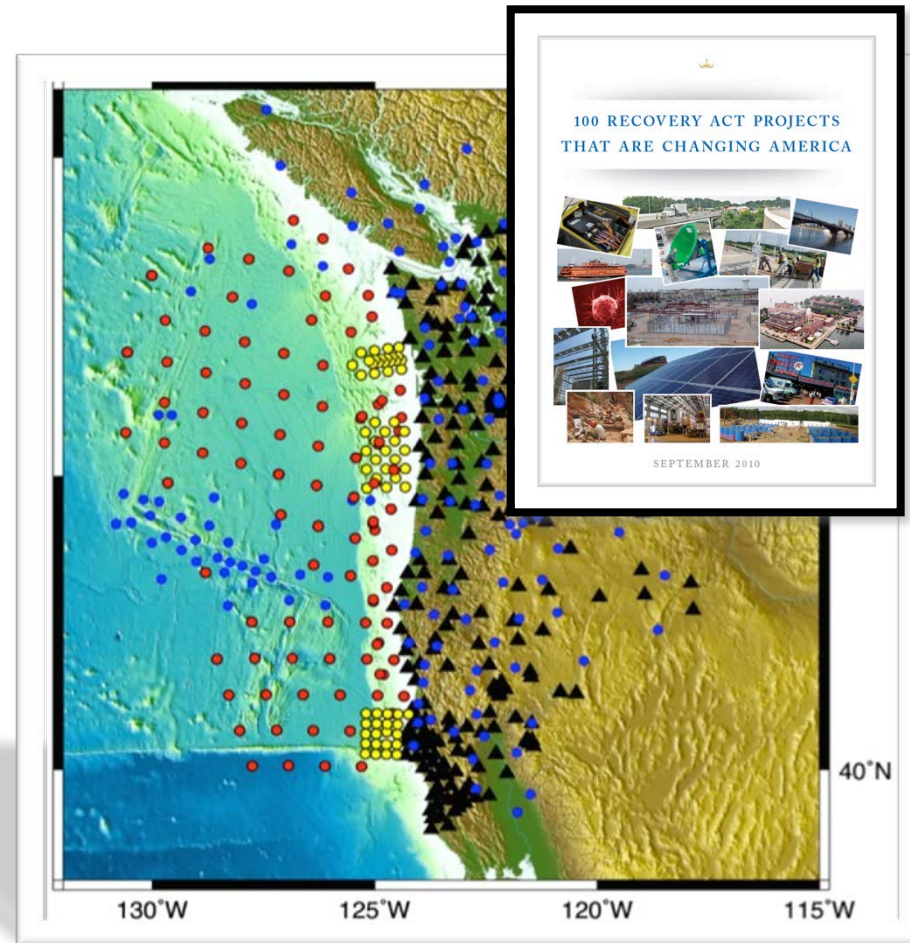 100 RECOVERY ACT PROJECTS
THAT ARE CHANGING AMERICA
SEPTEMBER 2010
40°N
130°W
125°W
120°W
115°W